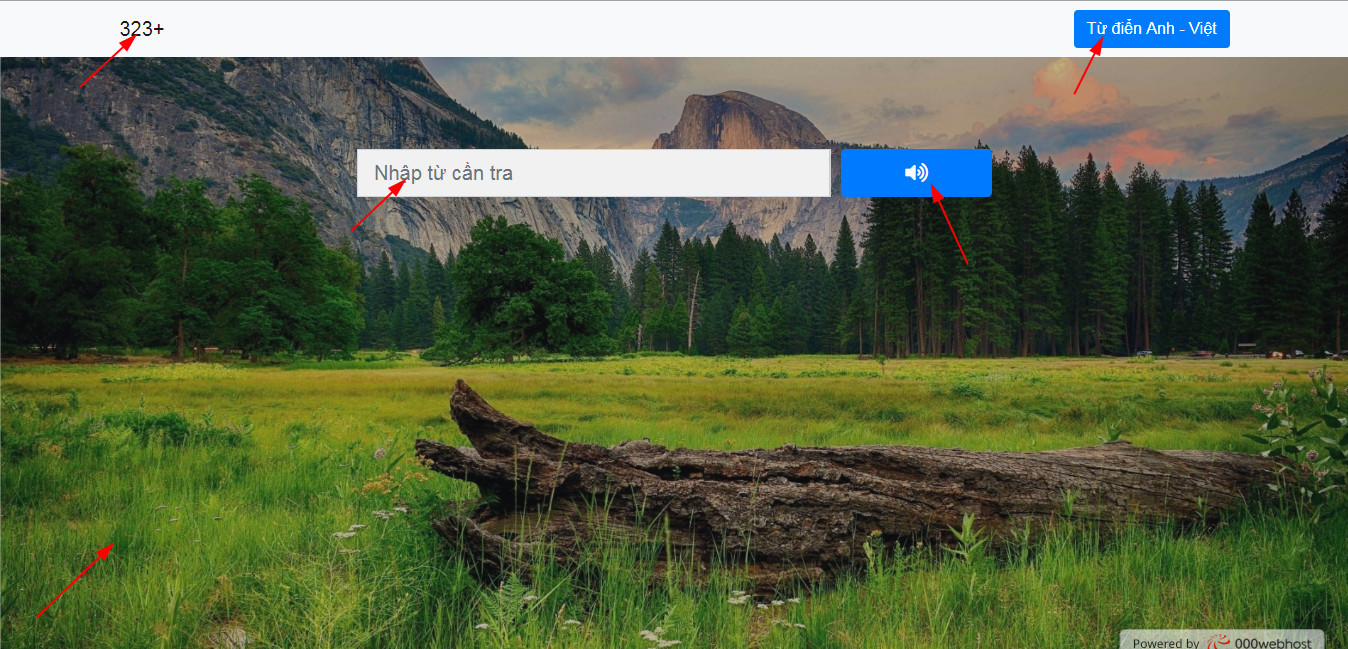 323+
Từ điển Anh - Việt
Nhập từ cần tra
Powered by 000webhost